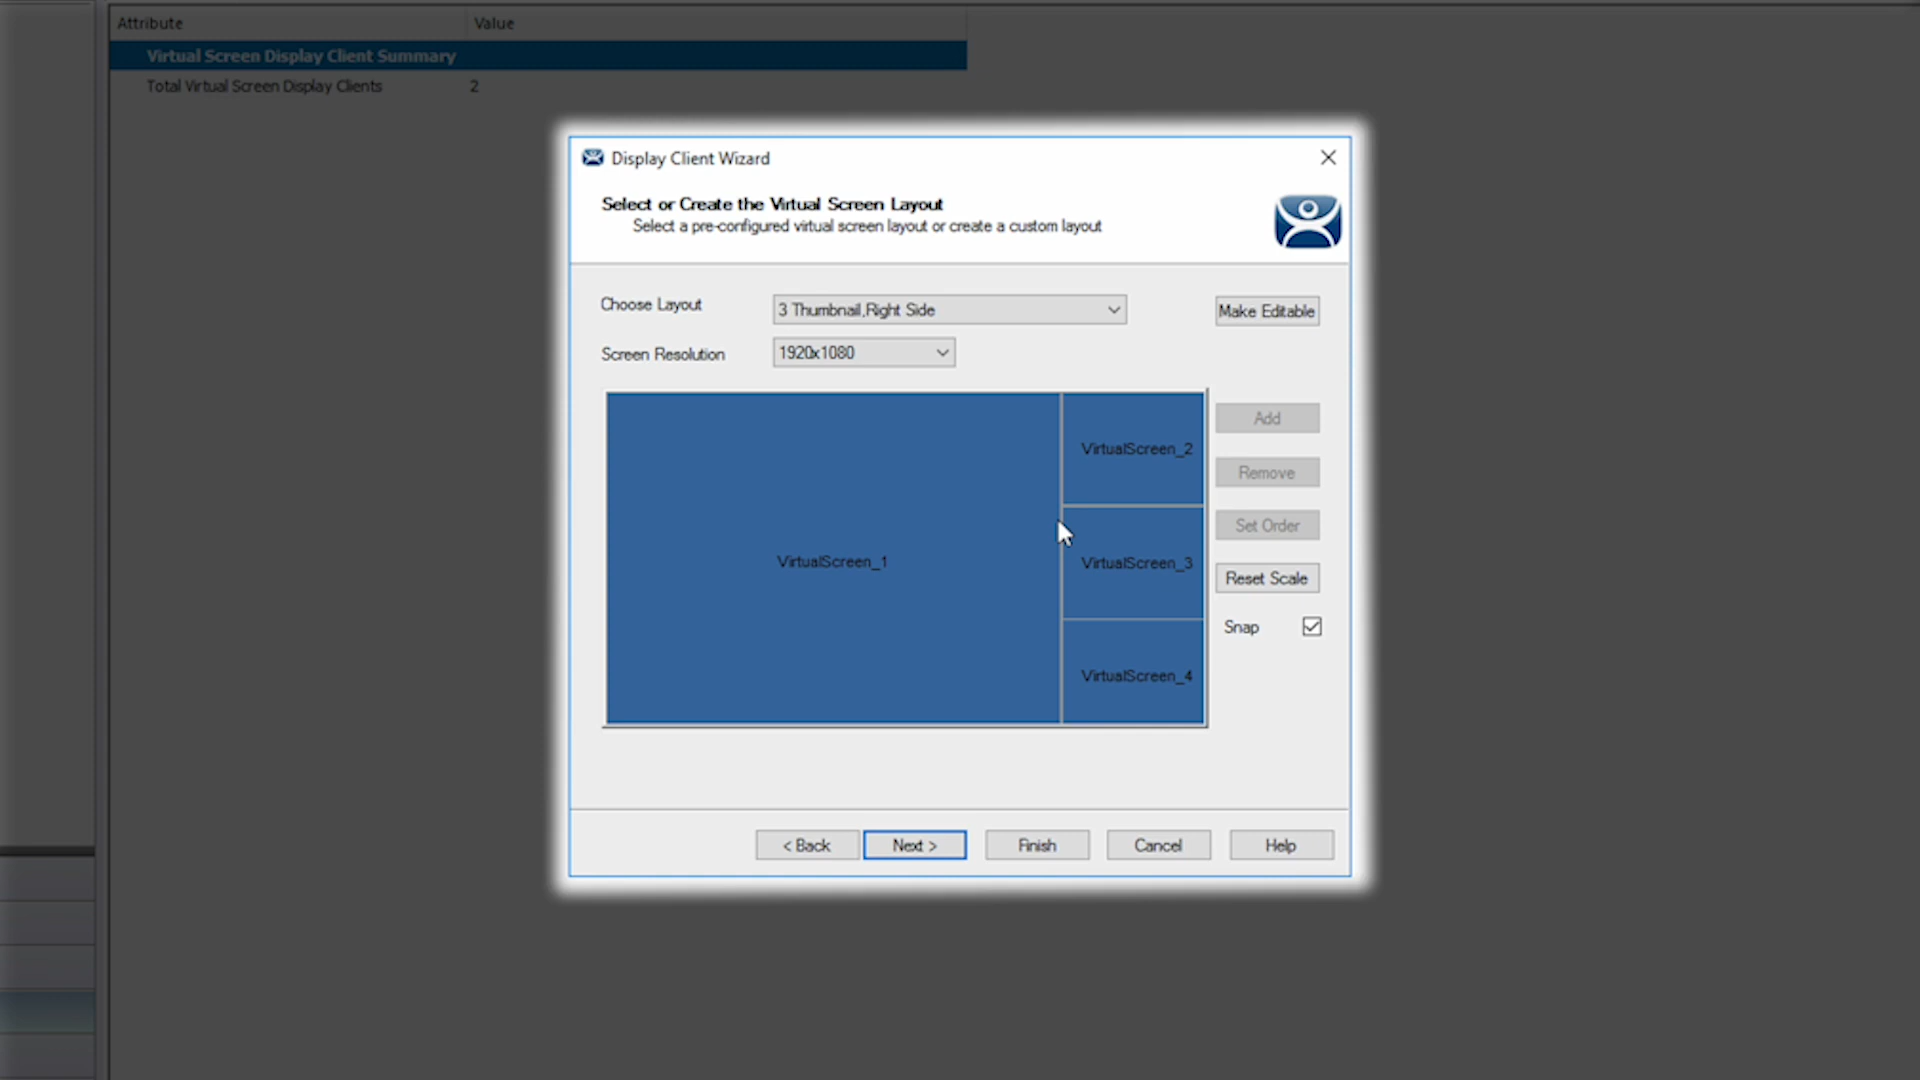 Attribute Value
Virtual Screen Display Client Summary
Total Virtual Screen Display Clients 2
Display Client Wizard
Select or Create the Virtual Screen Layout
Select a pre-configured virtual screen layout or create a custom layout
Choose Layout 3 Thumbnail,Right Side Make Editable
Screen Resolution 1920x1080
Add
VirtualScreen_2
Remove
Set Order
VirtualScreen_1
VirtualScreen_3
Reset Scale
Snap
VirtualScreen_4
< Back Next > Finish Cancel Help